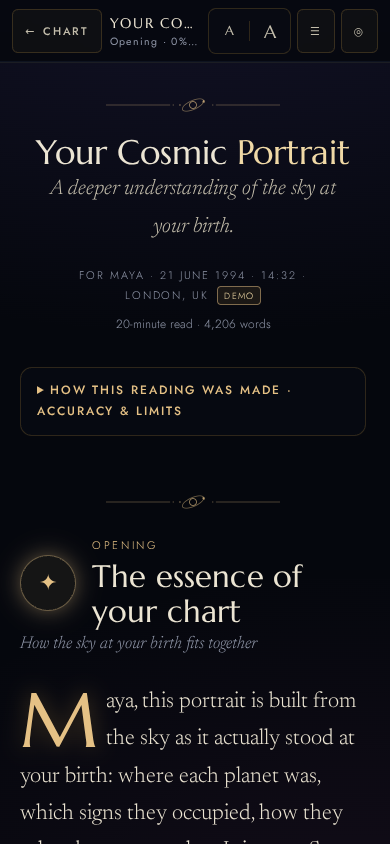 ← CHART
YOUR CO...
Opening · 0%...
A
A
☰
◎
Your Cosmic Portrait
A deeper understanding of the sky at
your birth.
FOR MAYA · 21 JUNE 1994 · 14:32 ·
LONDON, UK DEMO
20-minute read · 4,206 words
▶ HOW THIS READING WAS MADE ·
ACCURACY & LIMITS
OPENING
The essence of
your chart
How the sky at your birth fits together
Maya, this portrait is built from
the sky as it actually stood at
your birth: where each planet was,
which signs they occupied, how they